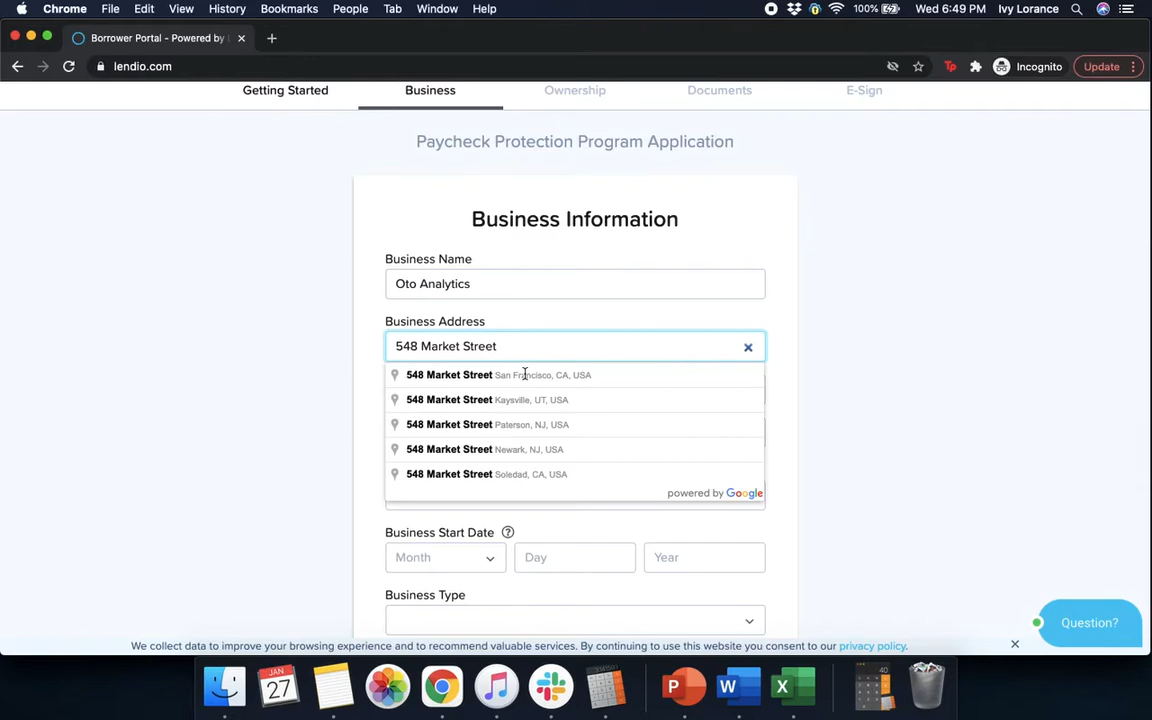 Chrome File Edit View History Bookmarks People Tab Window Help 100% Wed 6:49 PM Ivy Lorance
Borrower Portal - Powered by
lendio.com Incognito Update
Getting Started Business Ownership Documents E-Sign
Paycheck Protection Program Application
Business Information
Business Name
Oto Analytics
Business Address
548 Market Street
548 Market Street San Francisco, CA, USA
548 Market Street Kaysville, UT, USA
548 Market Street Paterson, NJ, USA
548 Market Street Newark, NJ, USA
548 Market Street Soledad, CA, USA
powered by Google
Business Start Date ?
Month Day Year
Business Type
Question?
We collect data to improve your browsing experience and to recommend valuable services. By continuing to use this website you consent to our privacy policy.
JAN
27
P W X 40